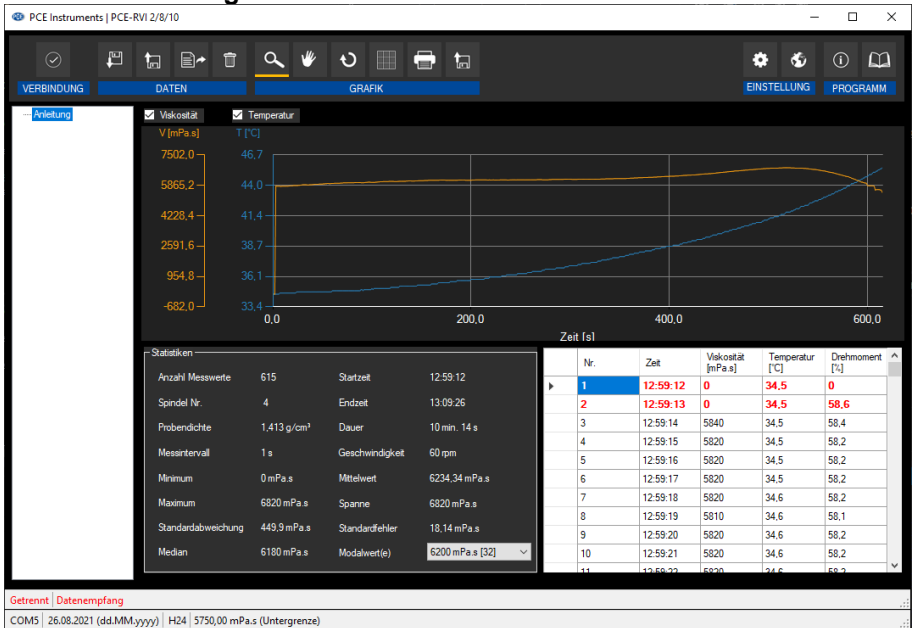 PCE Instruments | PCE-RVI 2/8/10
VERBINDUNG DATEN GRAFIK EINSTELLUNG PROGRAMM
Anleitung
Viskosität Temperatur
V [mPa.s] T [°C]
7502,0 46,7
5865,2 44,0
4228,4 41,4
2591,6 38,7
954,8 36,1
-682,0 33,4
0,0 200,0 400,0 600,0
Zeit [s]
Statistiken
Anzahl Messwerte 615 Startzeit 12:59:12
Spindel Nr. 4 Endzeit 13:09:26
Probendichte 1,413 g/cm³ Dauer 10 min. 14 s
Messintervall 1 s Geschwindigkeit 60 rpm
Minimum 0 mPa.s Mittelwert 6234,34 mPa.s
Maximum 6820 mPa.s Spanne 6820 mPa.s
Standardabweichung 449,9 mPa.s Standardfehler 18,14 mPa.s
Median 6180 mPa.s Modalwert(e) 6200 mPa.s [32]
Nr. Zeit Viskosität [mPa.s] Temperatur [°C] Drehmoment [%]
1 12:59:12 0 34,5 0
2 12:59:13 0 34,5 58,6
3 12:59:14 5840 34,5 58,4
4 12:59:15 5820 34,5 58,2
5 12:59:16 5820 34,5 58,2
6 12:59:17 5820 34,5 58,2
7 12:59:18 5820 34,6 58,2
8 12:59:19 5810 34,6 58,1
9 12:59:20 5820 34,6 58,2
10 12:59:21 5820 34,6 58,2
11 12:59:22 5820 34,6 58,2
Getrennt Datenempfang
COM5 26.08.2021 (dd.MM.yyyy) H24 5750,00 mPa.s (Untergrenze)